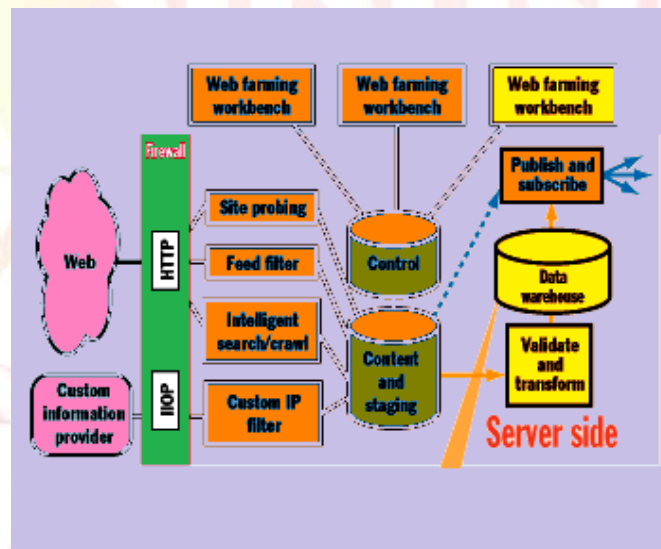 Web farming
workbench
Web farming
workbench
Web farming
workbench
Firewall
Publish and
subscribe
Site probing
Web
HTTP
Feed filter
Control
Data
warehouse
Intelligent
search/crawl
Content
and
staging
Validate
and
transform
Custom
information
provider
IIOP
Custom IP
filter
Server side